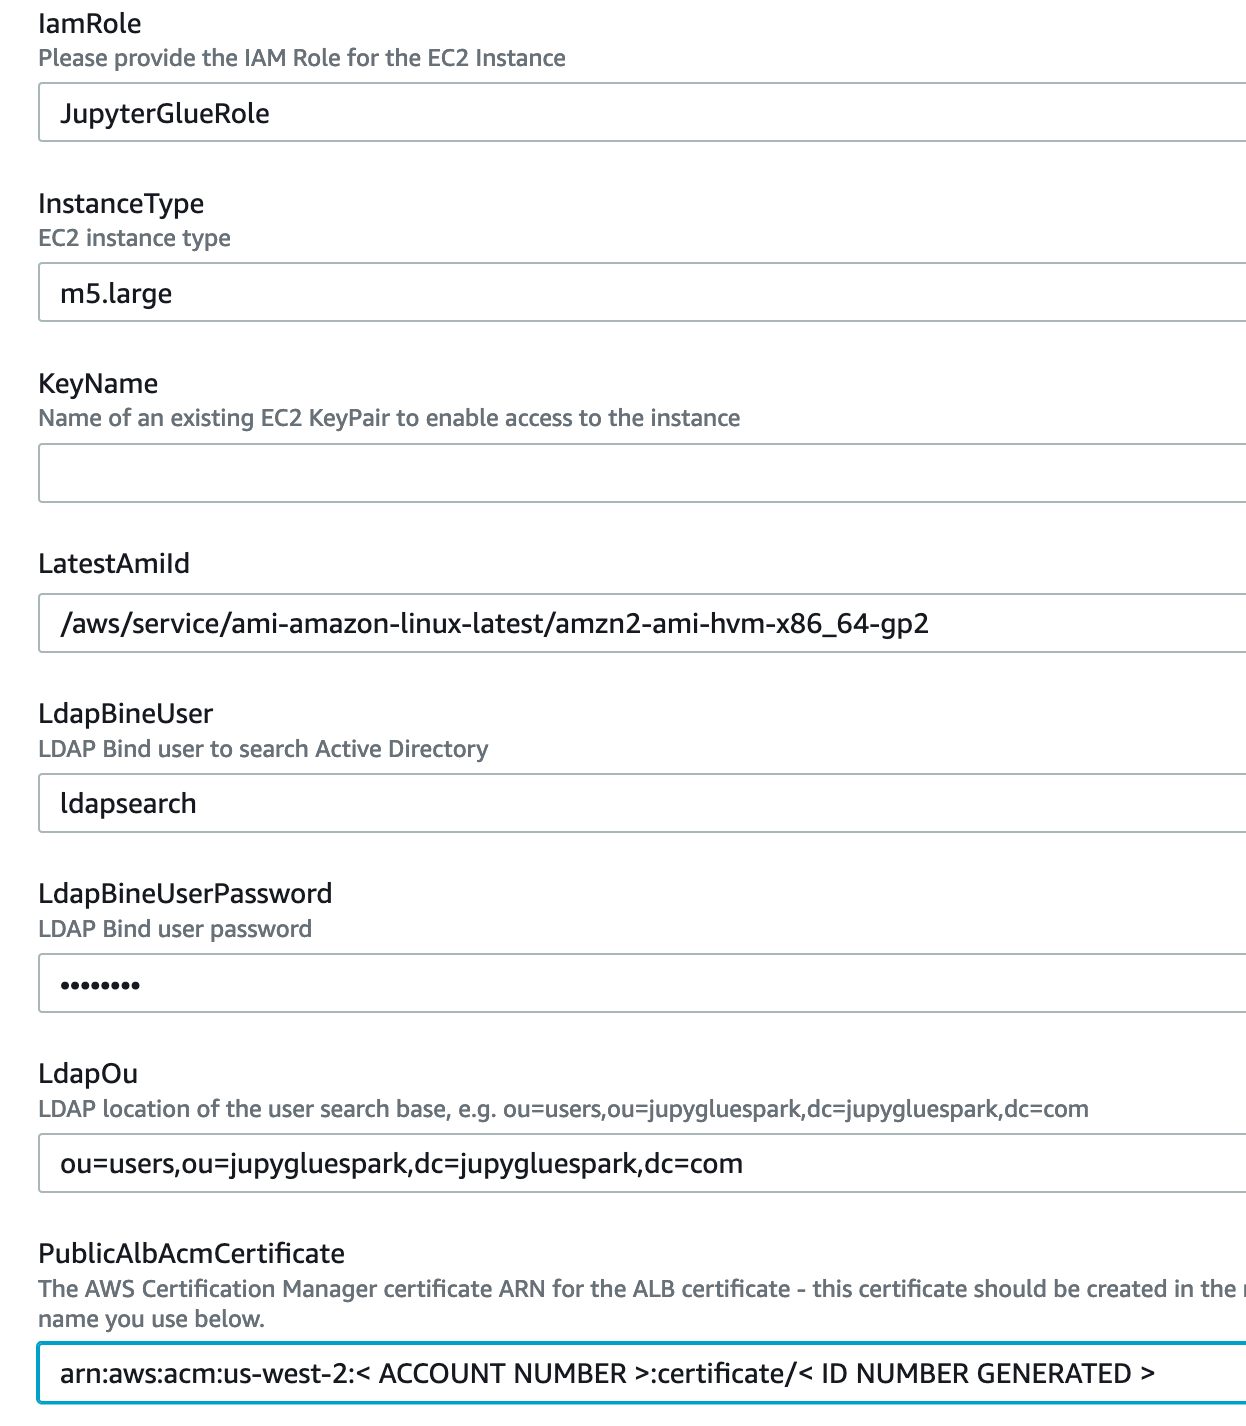 IamRole
Please provide the IAM Role for the EC2 Instance
JupyterGlueRole
InstanceType
EC2 instance type
m5.large
KeyName
Name of an existing EC2 KeyPair to enable access to the instance
LatestAmiId
/aws/service/ami-amazon-linux-latest/amzn2-ami-hvm-x86_64-gp2
LdapBineUser
LDAP Bind user to search Active Directory
ldapsearch
LdapBineUserPassword
LDAP Bind user password
••••••••
LdapOu
LDAP location of the user search base, e.g. ou=users,ou=jupygluespark,dc=jupygluespark,dc=com
ou=users,ou=jupygluespark,dc=jupygluespark,dc=com
PublicAlbAcmCertificate
The AWS Certification Manager certificate ARN for the ALB certificate - this certificate should be created in the
name you use below.
arn:aws:acm:us-west-2:< ACCOUNT NUMBER >:certificate/< ID NUMBER GENERATED >